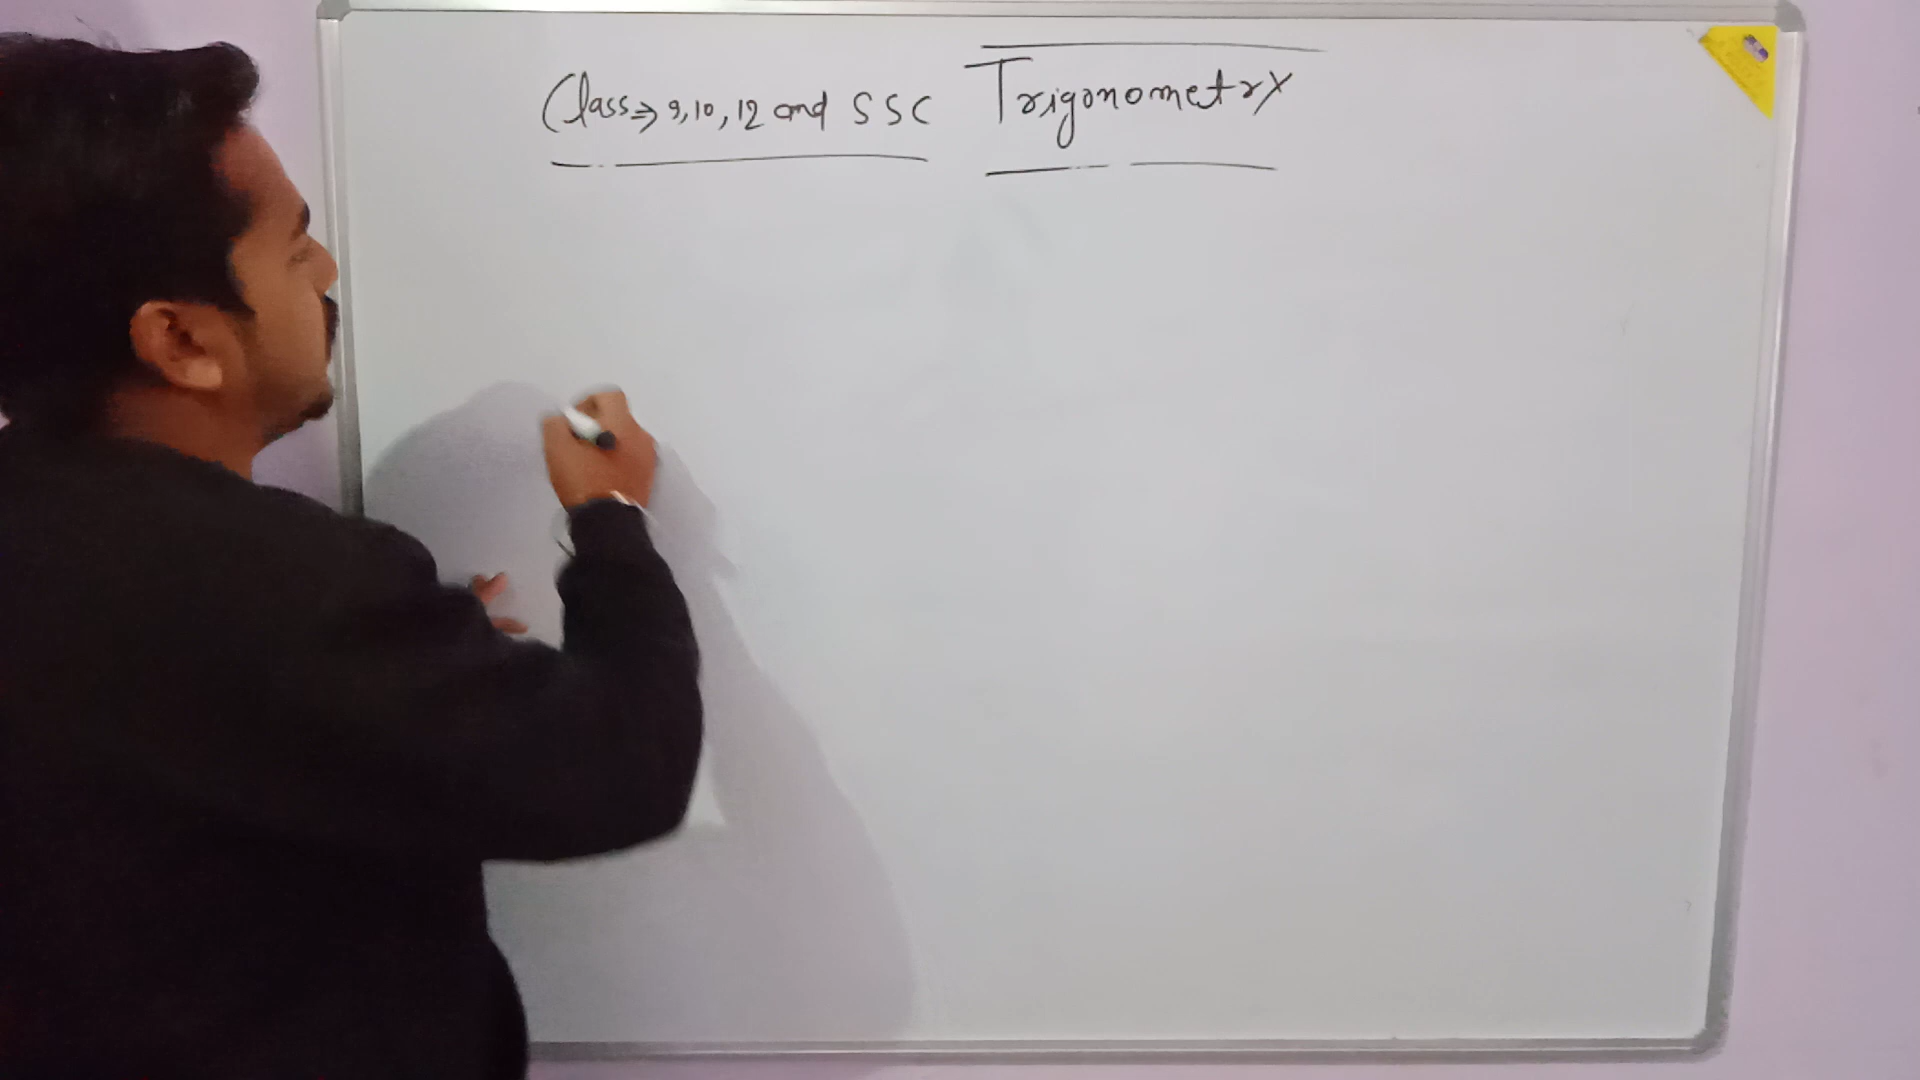 Class⇒ 9,10,12 and SSC Trigonometry